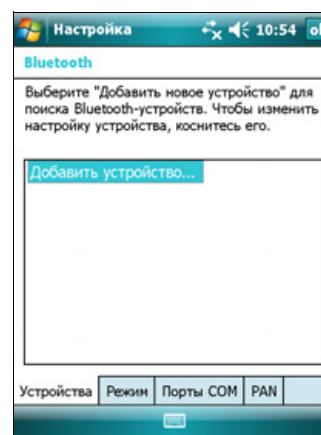 Настройка 10:54 ok
Bluetooth
Выберите "Добавить новое устройство" для
поиска Bluetooth-устройств. Чтобы изменить
настройку устройства, коснитесь его.
Добавить устройство...
Устройства Режим Порты COM PAN